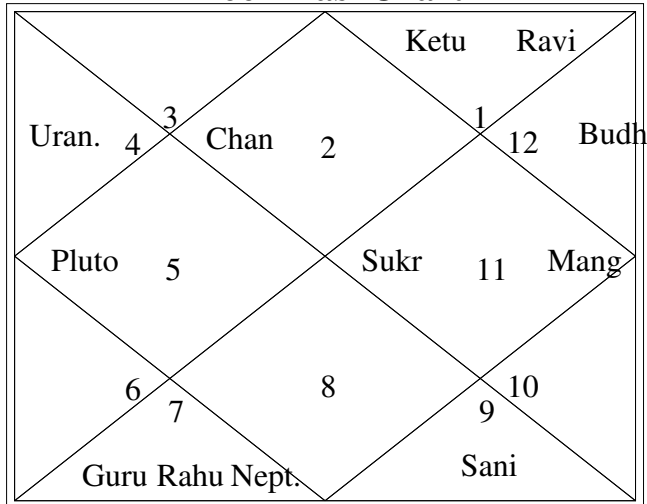 Ketu Ravi
3 1
Uran. 4 Chan 2 12 Budh
Pluto 5 Sukr 11 Mang
6 8 10
7 9
Guru Rahu Nept. Sani